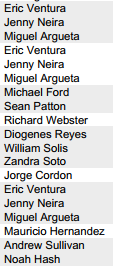 Eric Ventura
Jenny Neira
Miguel Argueta
Eric Ventura
Jenny Neira
Miguel Argueta
Michael Ford
Sean Patton
Richard Webster
Diogenes Reyes
William Solis
Zandra Soto
Jorge Cordon
Eric Ventura
Jenny Neira
Miguel Argueta
Mauricio Hernandez
Andrew Sullivan
Noah Hash